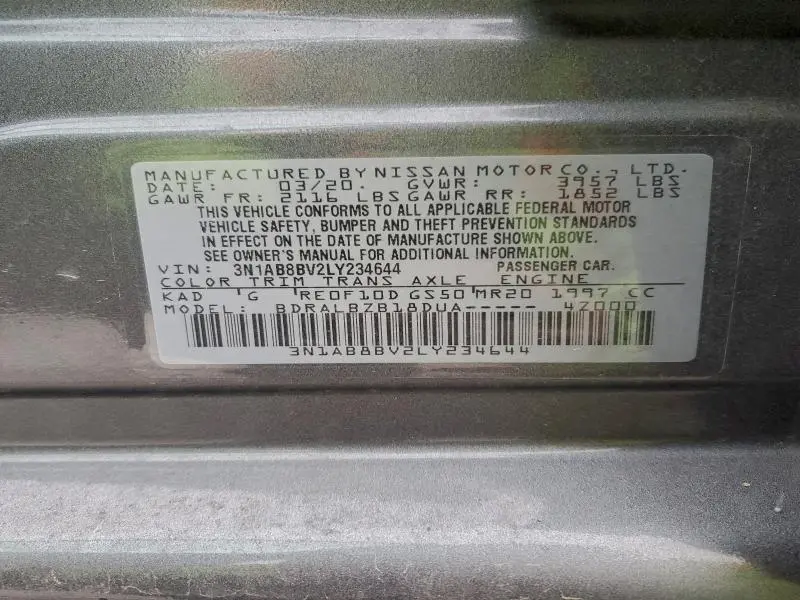 MANUFACTURED BY NISSAN MOTOR CO., LTD.
DATE: 03/20. GVWR: 3957 LBS
GAWR FR: 2116 LBS GAWR RR: 1852 LBS
THIS VEHICLE CONFORMS TO ALL APPLICABLE FEDERAL MOTOR
VEHICLE SAFETY, BUMPER AND THEFT PREVENTION STANDARDS
IN EFFECT ON THE DATE OF MANUFACTURE SHOWN ABOVE.
SEE OWNER'S MANUAL FOR ADDITIONAL INFORMATION.
VIN: 3N1AB8BV2LY234644 PASSENGER CAR.
COLOR TRIM TRANS AXLE ENGINE
KAD 'G RE0F10D GS50 MR20 1997 CC
MODEL: BDRALBZB18DUA----- 4Z000
3N1AB8BV2LY234644